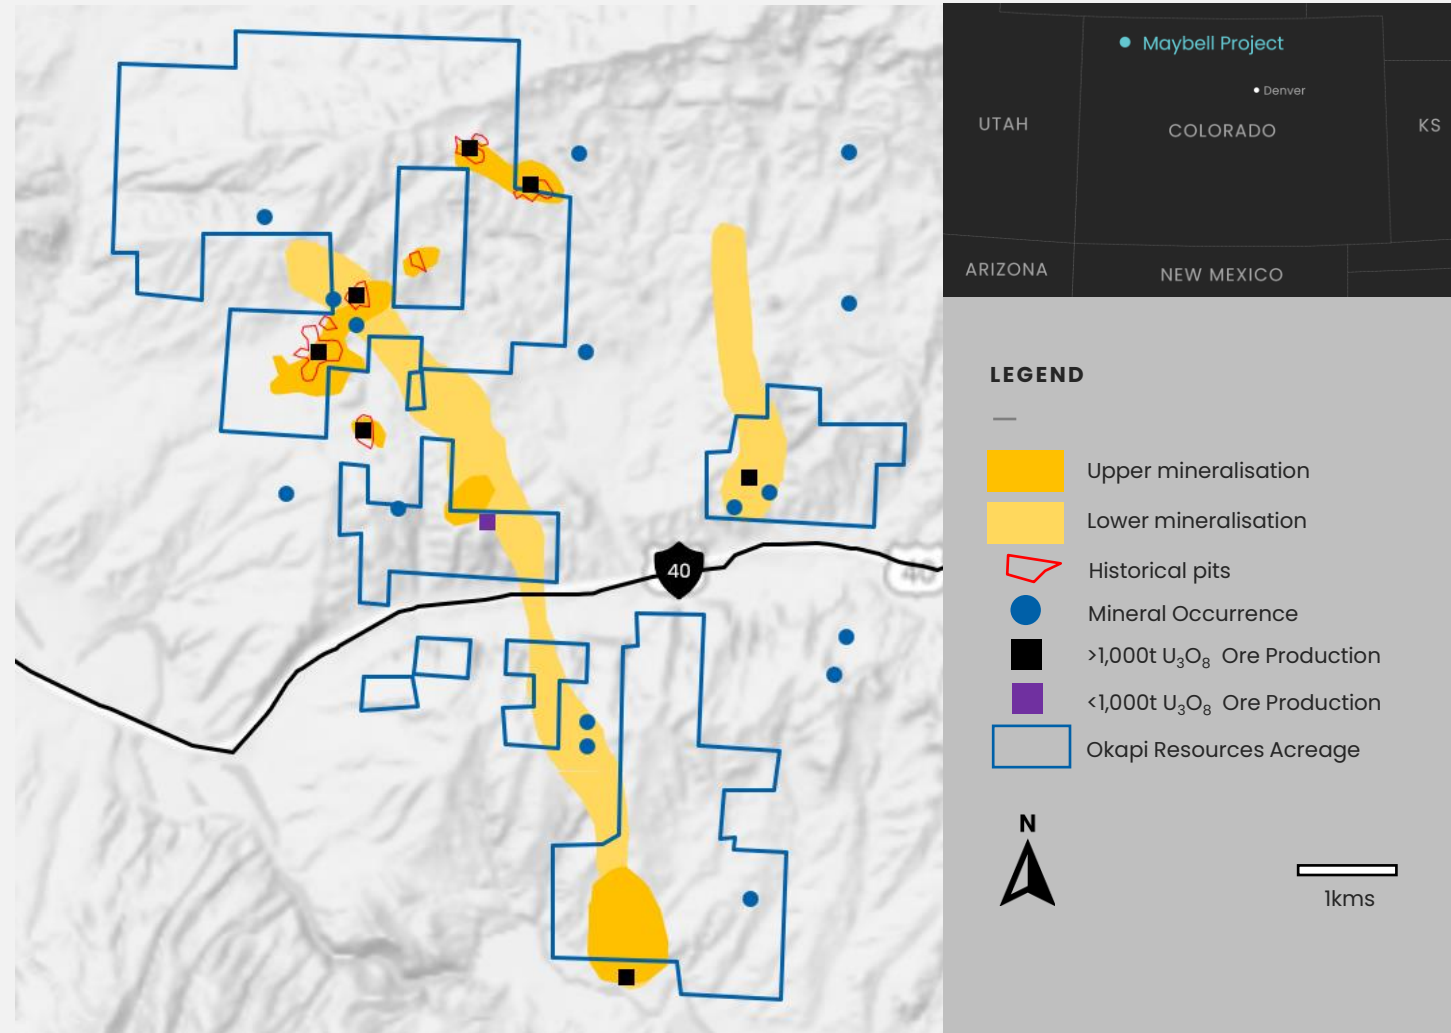 Maybell Project
Denver
UTAH
COLORADO
KS
ARIZONA
NEW MEXICO
LEGEND
Upper mineralisation
Lower mineralisation
Historical pits
Mineral Occurrence
>1,000t U₃O₈ Ore Production
<1,000t U₃O₈ Ore Production
Okapi Resources Acreage
N
1kms
40
40